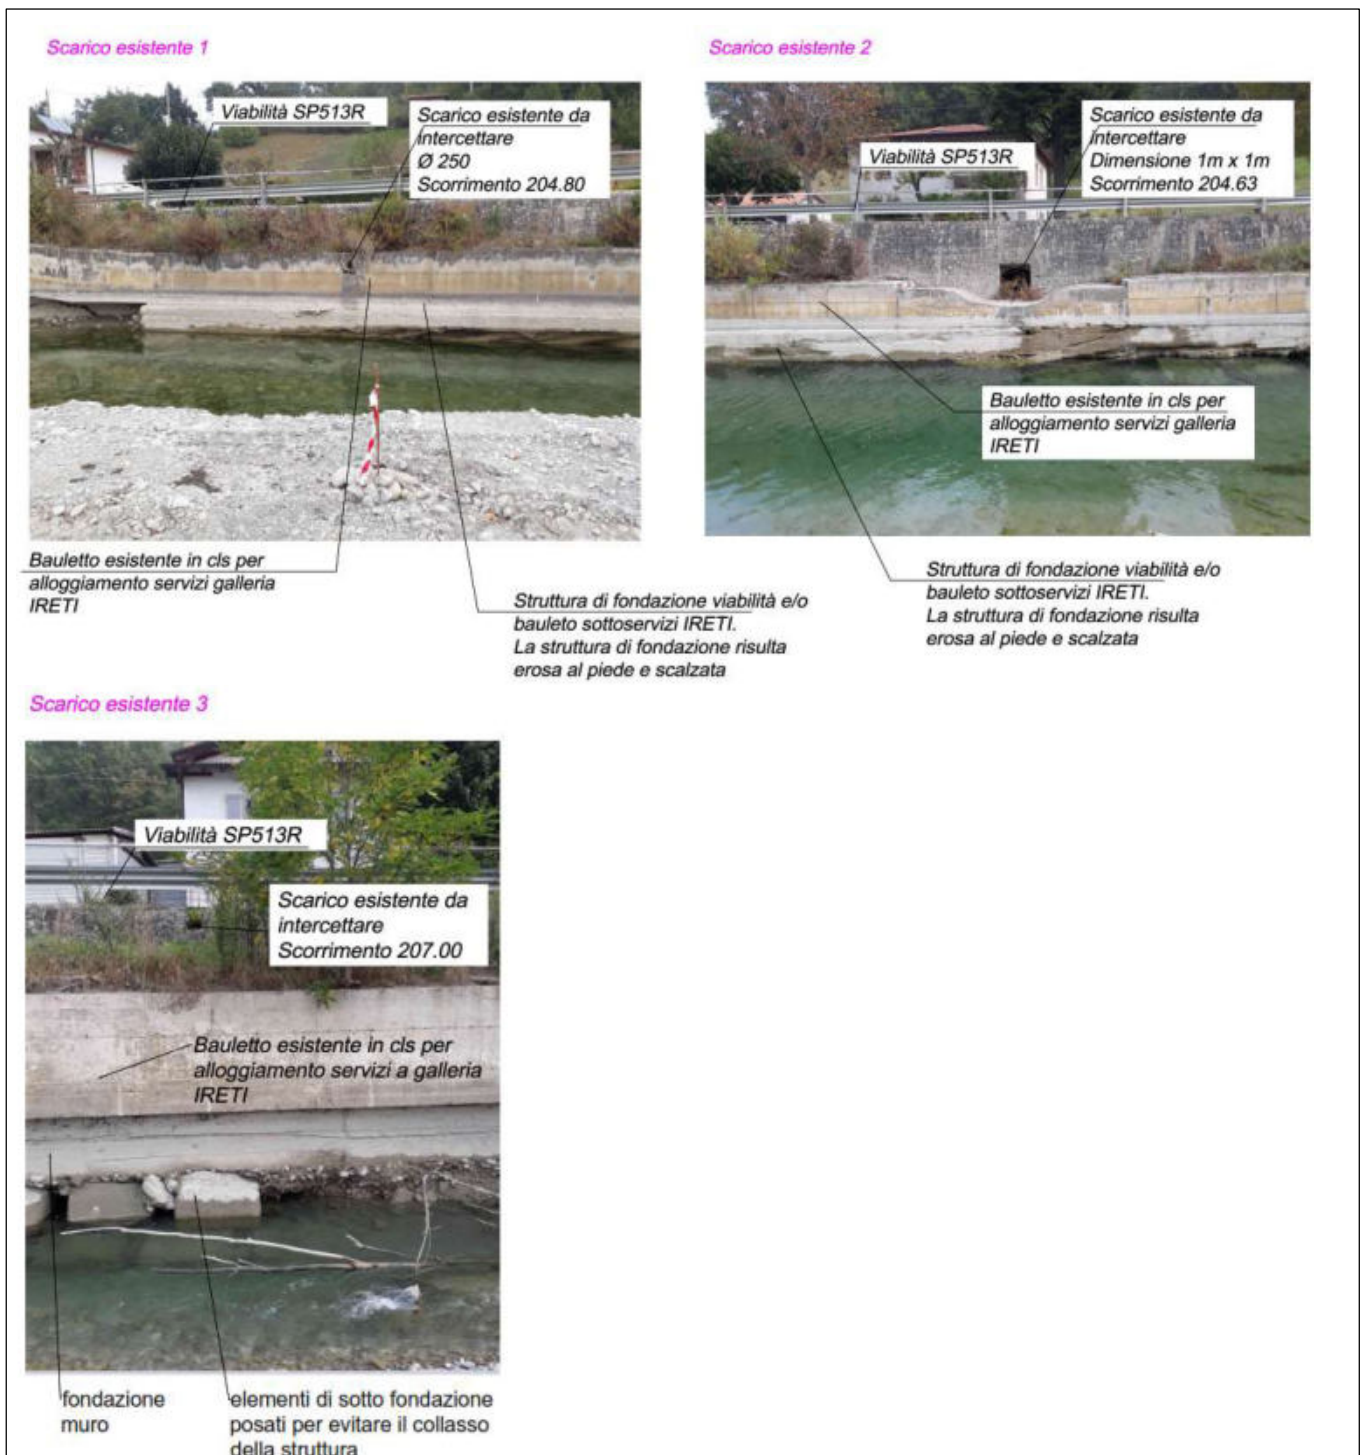 Scarico esistente 1
Viabilità SP513R
Scarico esistente da
intercettare
Ø 250
Scorrimento 204.80
Bauletto esistente in cls per
alloggiamento servizi galleria
IRETI
Struttura di fondazione viabilità e/o
bauleto sottoservizi IRETI.
La struttura di fondazione risulta
erosa al piede e scalzata
Scarico esistente 2
Viabilità SP513R
Scarico esistente da
intercettare
Dimensione 1m x 1m
Scorrimento 204.63
Bauletto esistente in cls per
alloggiamento servizi galleria
IRETI
Struttura di fondazione viabilità e/o
bauleto sottoservizi IRETI.
La struttura di fondazione risulta
erosa al piede e scalzata
Scarico esistente 3
Viabilità SP513R
Scarico esistente da
intercettare
Scorrimento 207.00
Bauletto esistente in cls per
alloggiamento servizi a galleria
IRETI
fondazione
muro
elementi di sotto fondazione
posati per evitare il collasso
della struttura